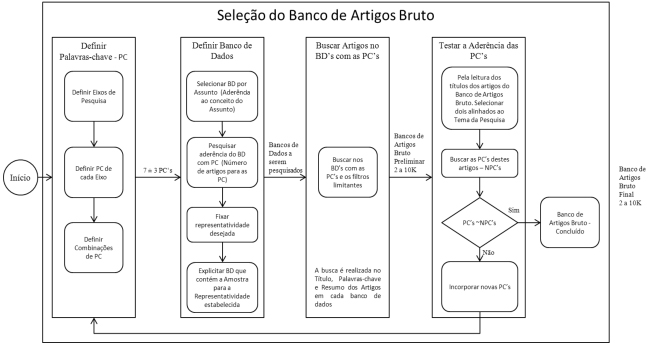 Seleção do Banco de Artigos Bruto
Início
Definir
Palavras-chave - PC
Definir Eixos de
Pesquisa
Definir PC de
cada Eixo
Definir
Combinações
de PC
7 ± 3 PC's
Definir Banco de
Dados
Selecionar BD por
Assunto (Aderência
ao conceito do
Assunto)
Pesquisar
aderência do BD
com PC (Número
de artigos para as
PC)
Fixar
representatividade
desejada
Explicitar BD que
contém a Amostra
para a
Representatividade
estabelecida
Bancos de
Dados a
serem
pesquisados
Buscar Artigos no
BD's com as PC's
Buscar nos
BD's com as
PC's e os filtros
limitantes
A busca é realizada no
Título, Palavras-chave
e Resumo dos Artigos
em cada banco de
dados
Bancos de
Artigos
Bruto
Preliminar
2 a 10K
Testar a Aderência das
PC's
Pela leitura dos
títulos dos artigos do
Banco de Artigos
Bruto. Selecionar
dois alinhados ao
Tema da Pesquisa
Buscar as PC's destes
artigos – NPC's
PC's ~NPC's
Sim
Não
Incorporar novas PC's
Banco de
Artigos Bruto -
Concluído
Banco de
Artigos
Bruto
Final
2 a 10K